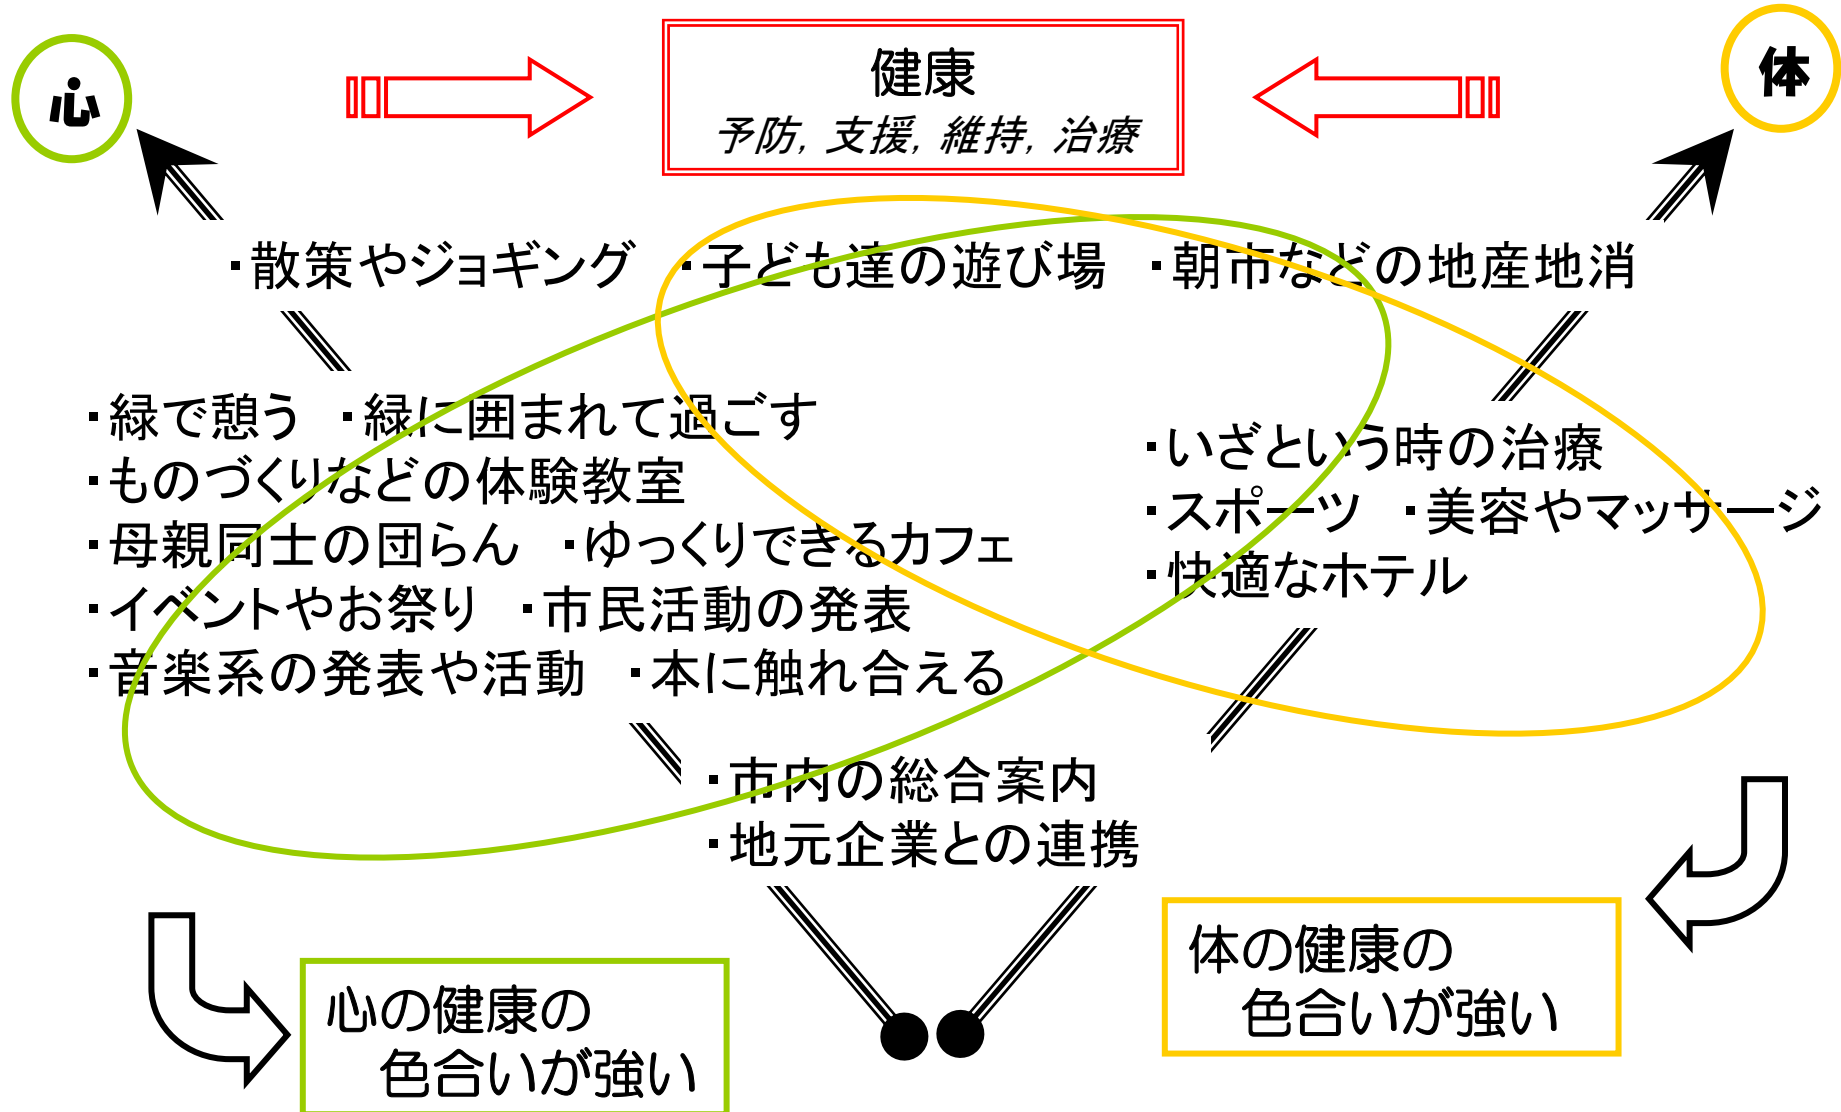 心
健康
体
予防, 支援, 維持, 治療
・散策やジョギング ・子ども達の遊び場 ・朝市などの地産地消
・緑で憩う ・緑に囲まれて過ごす
・ものづくりなどの体験教室
・母親同士の団らん ・ゆっくりできるカフェ
・イベントやお祭り ・市民活動の発表
・音楽系の発表や活動 ・本に触れ合える
・いざという時の治療
・スポーツ ・美容やマッサージ
・快適なホテル
・市内の総合案内
・地元企業との連携
心の健康の
色合いが強い
体の健康の
色合いが強い